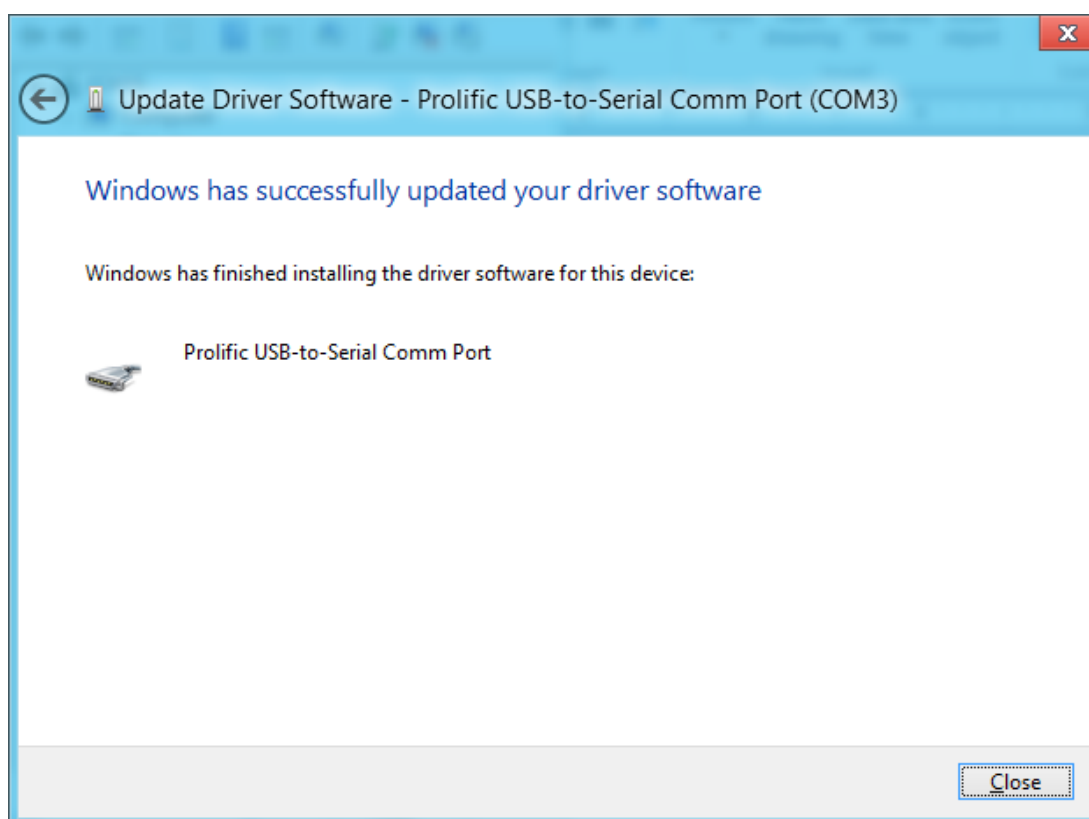 Update Driver Software - Prolific USB-to-Serial Comm Port (COM3)
Windows has successfully updated your driver software
Windows has finished installing the driver software for this device:
Prolific USB-to-Serial Comm Port
Close